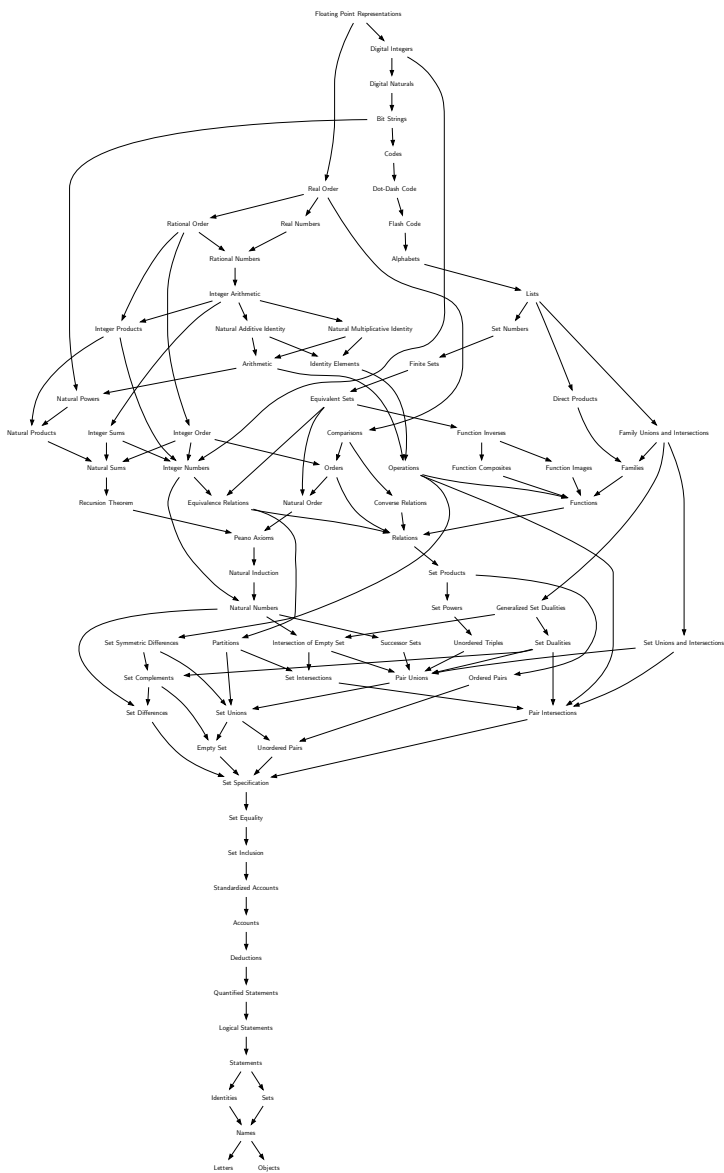 Floating Point Representations
Digital Integers
Digital Naturals
Bit Strings
Codes
Real Order
Dot-Dash Code
Rational Order
Real Numbers
Flash Code
Rational Numbers
Alphabets
Integer Arithmetic
Lists
Integer Products
Natural Additive Identity
Natural Multiplicative Identity
Set Numbers
Arithmetic
Identity Elements
Finite Sets
Natural Powers
Equivalent Sets
Direct Products
Natural Products
Integer Sums
Integer Order
Comparisons
Function Inverses
Family Unions and Intersections
Natural Sums
Integer Numbers
Orders
Operations
Function Composites
Function Images
Families
Recursion Theorem
Equivalence Relations
Natural Order
Converse Relations
Functions
Peano Axioms
Relations
Natural Induction
Set Products
Natural Numbers
Set Powers
Generalized Set Dualities
Set Symmetric Differences
Partitions
Intersection of Empty Set
Successor Sets
Unordered Triples
Set Dualities
Set Unions and Intersections
Set Complements
Set Intersections
Pair Unions
Ordered Pairs
Set Differences
Set Unions
Pair Intersections
Empty Set
Unordered Pairs
Set Specification
Set Equality
Set Inclusion
Standardized Accounts
Accounts
Deductions
Quantified Statements
Logical Statements
Statements
Identities
Sets
Names
Letters
Objects